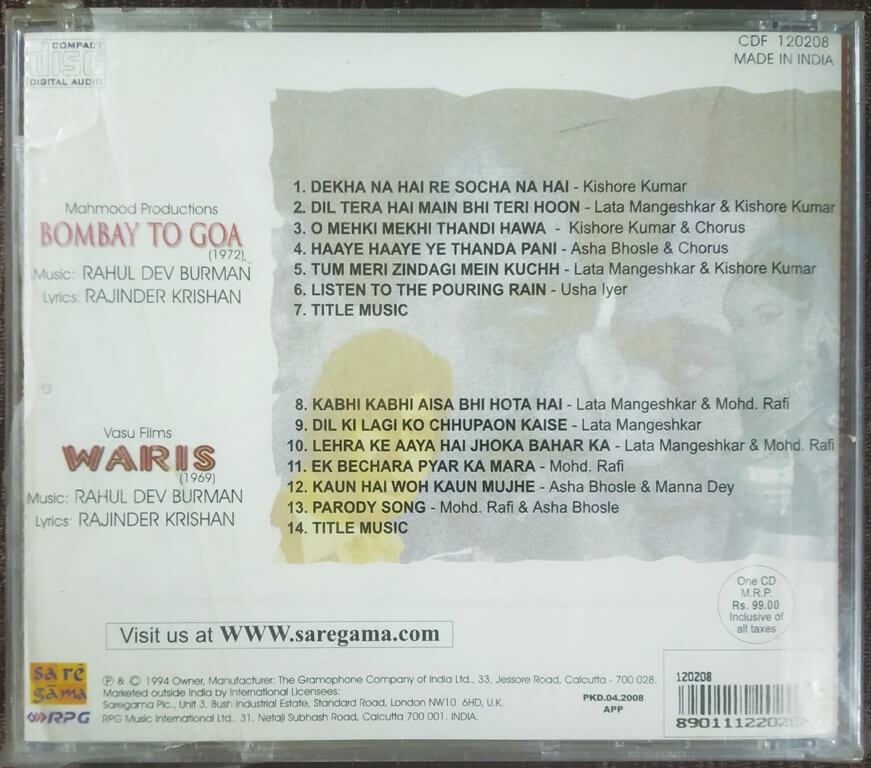 COMPACT
disc
DIGITAL AUDIO
CDF 120208
MADE IN INDIA
Mahmood Productions
BOMBAY TO GOA
(1972)
Music: RAHUL DEV BURMAN
Lyrics: RAJINDER KRISHAN
1. DEKHA NA HAI RE SOCHA NA HAI - Kishore Kumar
2. DIL TERA HAI MAIN BHI TERI HOON - Lata Mangeshkar & Kishore Kumar
3. O MEHKI MEKHI THANDI HAWA - Kishore Kumar & Chorus
4. HAAYE HAAYE YE THANDA PANI - Asha Bhosle & Chorus
5. TUM MERI ZINDAGI MEIN KUCHH - Lata Mangeshkar & Kishore Kumar
6. LISTEN TO THE POURING RAIN - Usha Iyer
7. TITLE MUSIC
Vasu Films
WARIS
(1969)
Music: RAHUL DEV BURMAN
Lyrics: RAJINDER KRISHAN
8. KABHI KABHI AISA BHI HOTA HAI - Lata Mangeshkar & Mohd. Rafi
9. DIL KI LAGI KO CHHUPAON KAISE - Lata Mangeshkar
10. LEHRA KE AAYA HAI JHOKA BAHAR KA - Lata Mangeshkar & Mohd. Rafi
11. EK BECHARA PYAR KA MARA - Mohd. Rafi
12. KAUN HAI WOH KAUN MUJHE - Asha Bhosle & Manna Dey
13. PARODY SONG - Mohd. Rafi & Asha Bhosle
14. TITLE MUSIC
One CD
M.R.P.
Rs. 99.00
Inclusive of
all taxes
Visit us at WWW.saregama.com
sa rē
gāma
RPG
Ⓟ & © 1994 Owner, Manufacturer: The Gramophone Company of India Ltd., 33, Jessore Road, Calcutta - 700 028.
Marketed outside India by International Licensees:
Saregama Plc., Unit 3, Bush Industrial Estate, Standard Road, London NW10 6HD, U.K.
RPG Music International Ltd.. 31, Netaji Subhash Road, Calcutta 700 001. INDIA.
PKD.04.2008
APP
120208